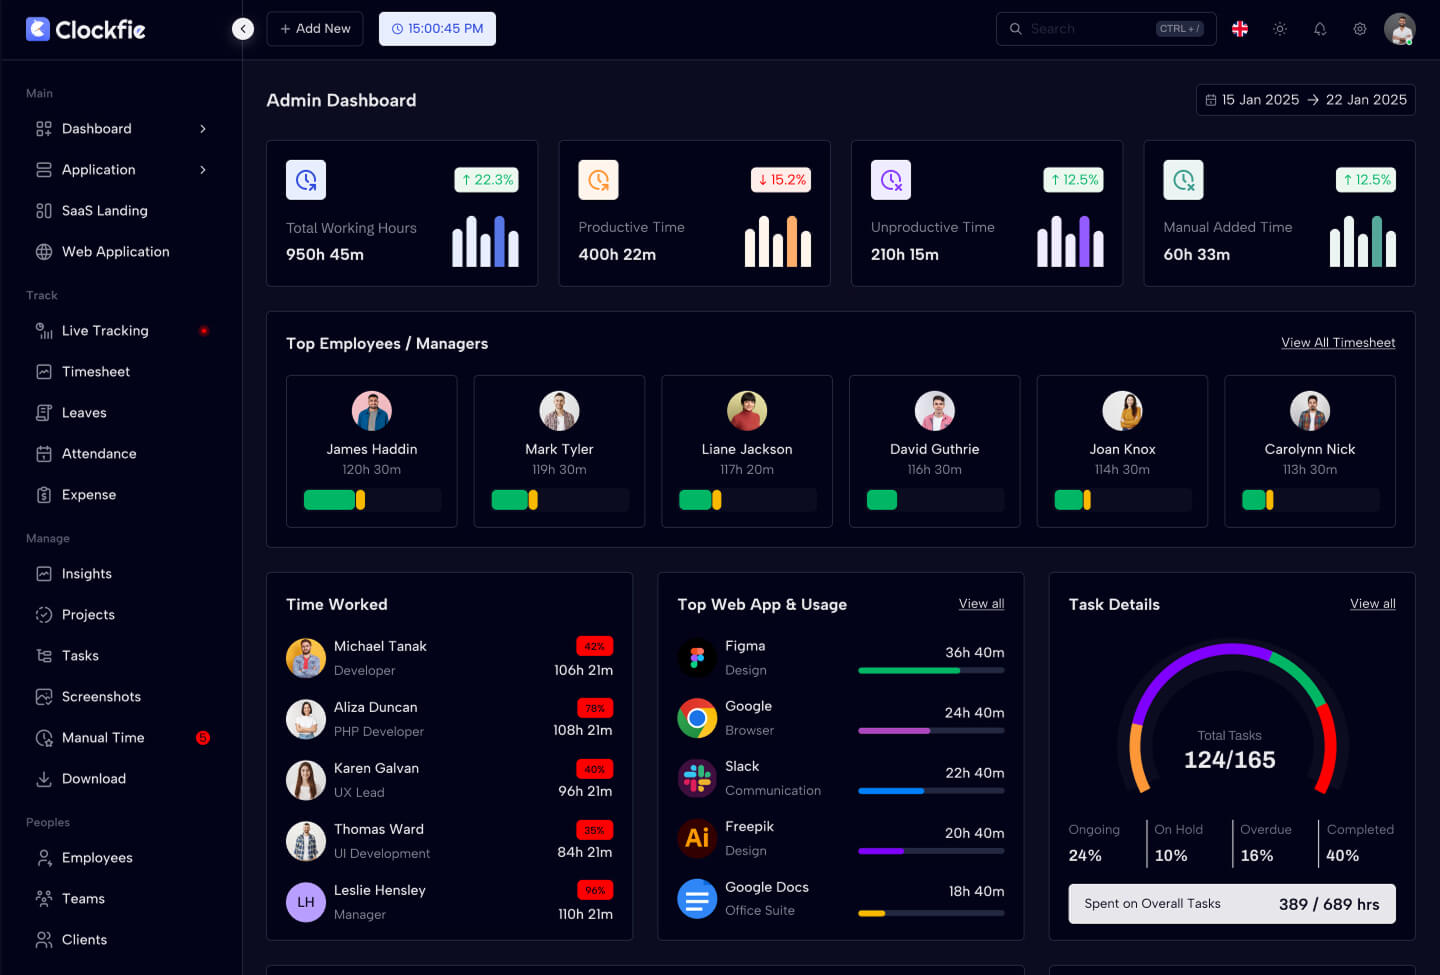 Clockfie
+ Add New
15:00:45 PM
Search
CTRL + /
Main
Dashboard
Application
SaaS Landing
Web Application
Track
Live Tracking
Timesheet
Leaves
Attendance
Expense
Manage
Insights
Projects
Tasks
Screenshots
Manual Time
5
Download
Peoples
Employees
Teams
Clients
Admin Dashboard
15 Jan 2025 → 22 Jan 2025
↑ 22.3%
Total Working Hours
950h 45m
↓ 15.2%
Productive Time
400h 22m
↑ 12.5%
Unproductive Time
210h 15m
↑ 12.5%
Manual Added Time
60h 33m
Top Employees / Managers
View All Timesheet
James Haddin
120h 30m
Mark Tyler
119h 30m
Liane Jackson
117h 20m
David Guthrie
116h 30m
Joan Knox
114h 30m
Carolynn Nick
113h 30m
Time Worked
Michael Tanak
42%
Developer
106h 21m
Aliza Duncan
78%
PHP Developer
108h 21m
Karen Galvan
40%
UX Lead
96h 21m
Thomas Ward
35%
UI Development
84h 21m
LH
Leslie Hensley
96%
Manager
110h 21m
Top Web App & Usage
View all
Figma
36h 40m
Design
Google
24h 40m
Browser
Slack
22h 40m
Communication
Ai
Freepik
20h 40m
Design
Google Docs
18h 40m
Office Suite
Task Details
View all
Total Tasks
124/165
Ongoing
24%
On Hold
10%
Overdue
16%
Completed
40%
Spent on Overall Tasks
389 / 689 hrs